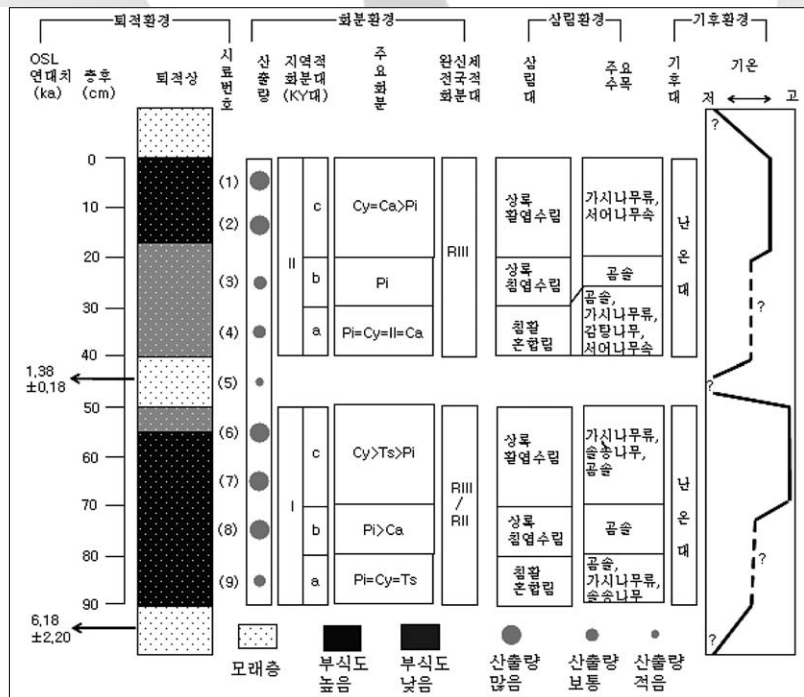 퇴적환경 화분환경 삼림환경 기후환경
OSL
연대치
(ka)
층후
(cm)
퇴적상
시료번호
산출량
지역적
화분대
(KY대)
주요화분
완신세
전국적
화분대
삼림대
주요
수목
기후대
기온
저 고
?
0
10
20
30
40
50
60
70
80
90
1,38
±0,18
6,18
±2,20
(1)
(2)
(3)
(4)
(5)
(6)
(7)
(8)
(9)
II
c
b
a
Cy=Ca>Pi
Pi
Pi=Cy=II=Ca
RIII
상록
활엽수림
상록
침엽수림
침활
혼합림
가시나무류,
서어나무속
곰솔
곰솔,
가시나무류,
감탕나무,
서어나무속
난온대
?
?
I
c
b
a
Cy>Ts>Pi
Pi>Ca
Pi=Cy=Ts
RIII
/
RII
상록
활엽수림
상록
침엽수림
침활
혼합림
가시나무류,
솔송나무,
곰솔
곰솔
곰솔,
가시나무류,
솔송나무
난온대
?
?
모래층
부식도
높음
부식도
낮음
산출량
많음
산출량
보통
산출량
적음